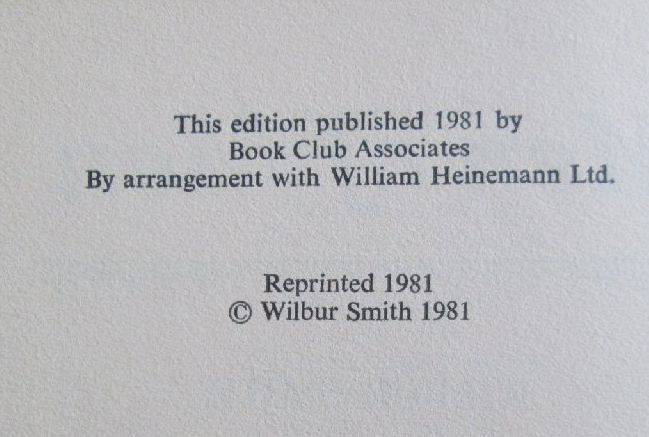 This edition published 1981 by
Book Club Associates
By arrangement with William Heinemann Ltd.
Reprinted 1981
© Wilbur Smith 1981